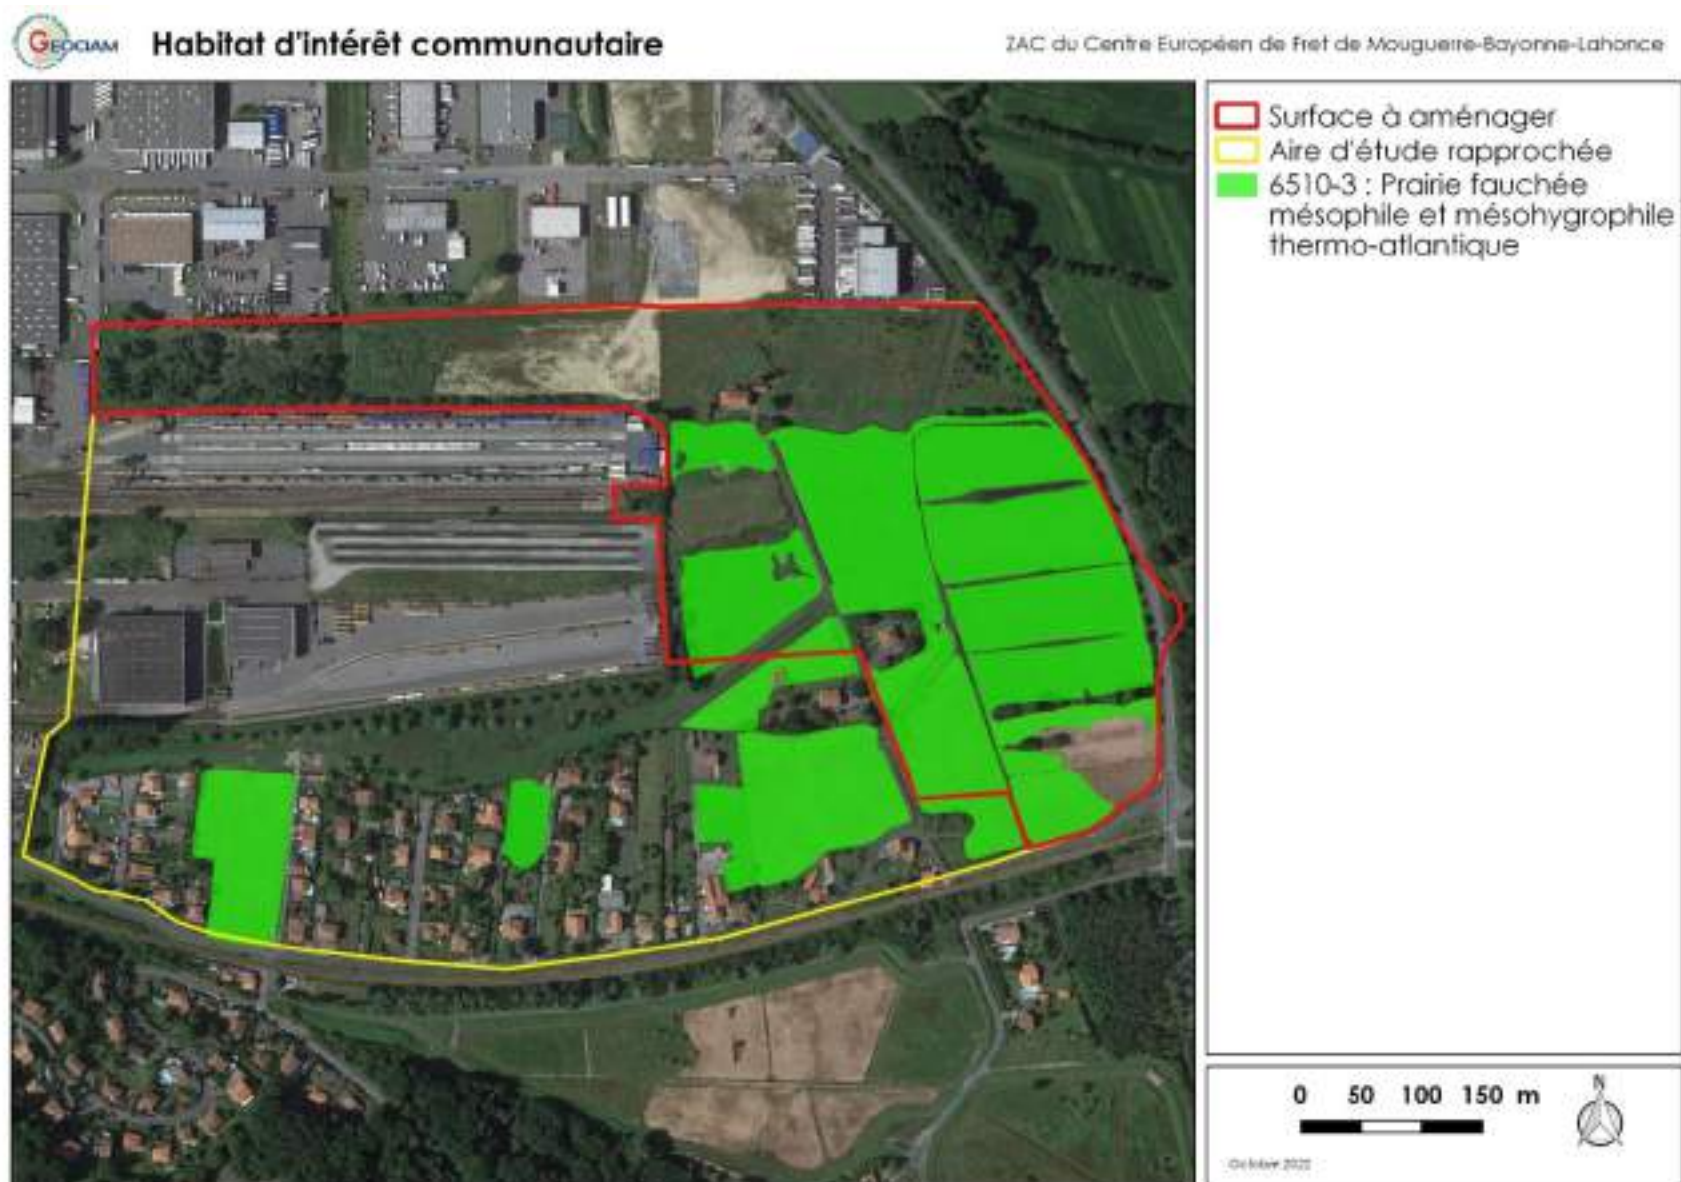 GEOCIAM
Habitat d'intérêt communautaire
ZAC du Centre Européen de Fret de Mouguerre-Bayonne-Lahonce
Surface à aménager
Aire d'étude rapprochée
6510-3 : Prairie fauchée
mésophile et mésohygrophile
thermo-atlantique
0 50 100 150 m
N
Octobre 2022